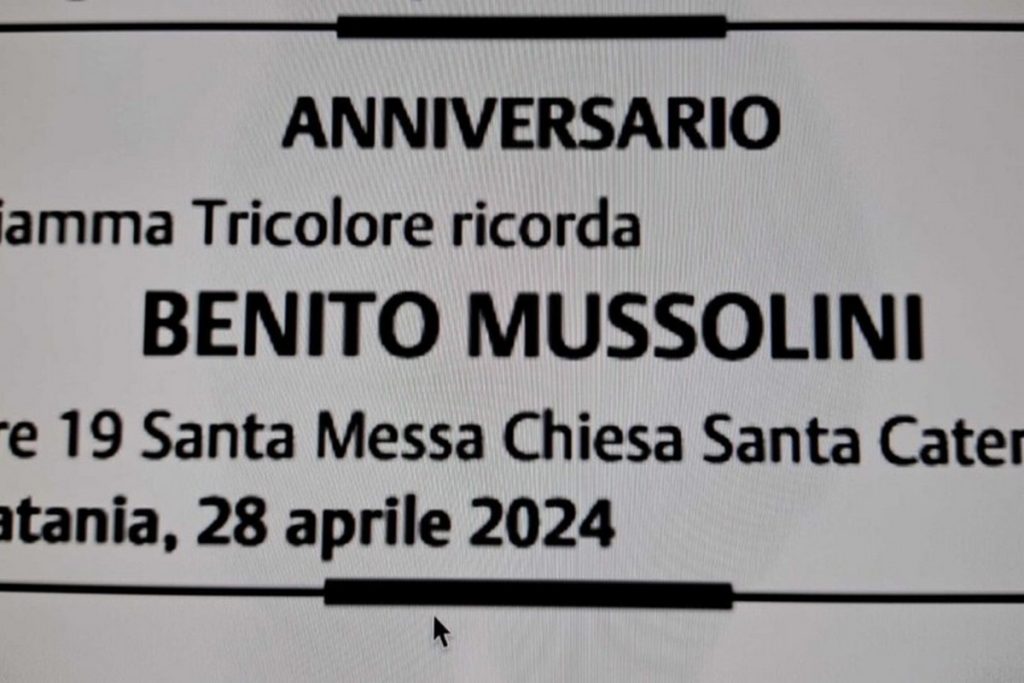 ANNIVERSARIO
iamma Tricolore ricorda
BENITO MUSSOLINI
re 19 Santa Messa Chiesa Santa Cater
atania, 28 aprile 2024